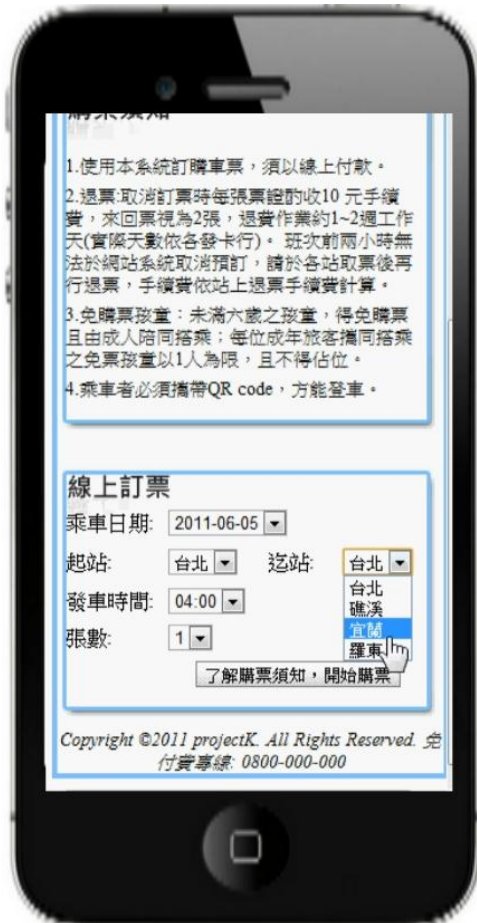 購票須知
1.使用本系統訂購車票，須以線上付款。
2.退票:取消訂票時每張票證酌收10 元手續
費，來回票視為2張，退費作業約1~2週工作
天(實際天數依各發卡行)。 班次前兩小時無
法於網站系統取消預訂，請於各站取票後再
行退票，手續費依站上退票手續費計算。
3.免購票孩童：未滿六歲之孩童，得免購票
且由成人陪同搭乘；每位成年旅客攜同搭乘
之免票孩童以1人為限，且不得佔位。
4.乘車者必須攜帶QR code，方能登車。
線上訂票
乘車日期: 2011-06-05
起站: 台北 迄站: 台北
台北
礁溪
宜蘭
羅東
發車時間: 04:00
張數: 1
了解購票須知，開始購票
Copyright ©2011 projectK. All Rights Reserved. 免
付費專線: 0800-000-000